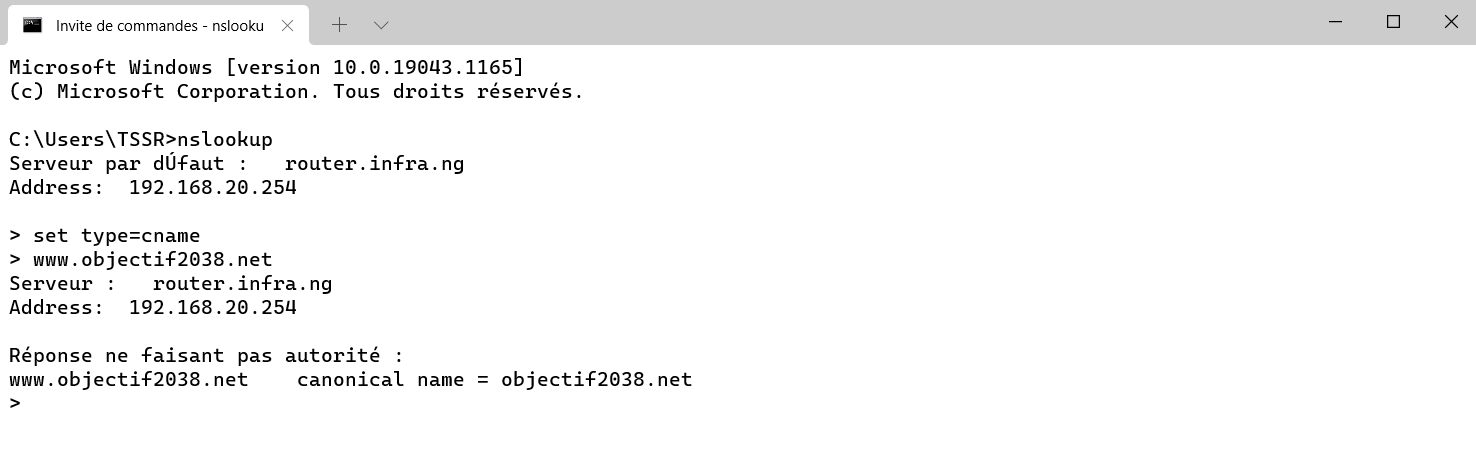 Invite de commandes - nslooku
Microsoft Windows [version 10.0.19043.1165]
(c) Microsoft Corporation. Tous droits réservés.
C:\Users\TSSR>nslookup
Serveur par dÚfaut :   router.infra.ng
Address:  192.168.20.254
> set type=cname
> www.objectif2038.net
Serveur :   router.infra.ng
Address:  192.168.20.254
Réponse ne faisant pas autorité :
www.objectif2038.net    canonical name = objectif2038.net
>